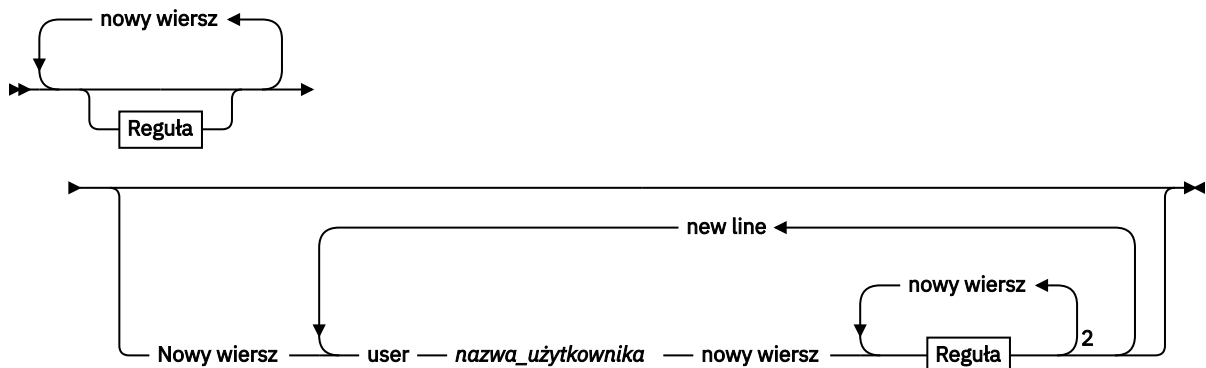 nowy wiersz
Reguła
new line
nowy wiersz
Nowy wiersz user nazwa_użytkownika nowy wiersz Reguła 2